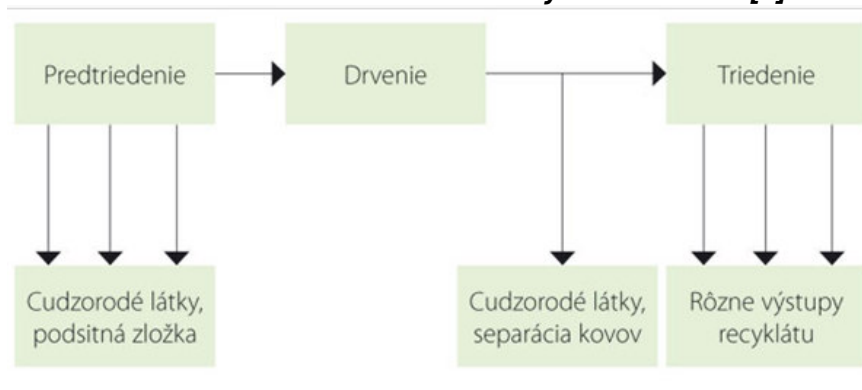 Predtriedenie
Drvenie
Triedenie
Cudzorodé látky,
podsitná zložka
Cudzorodé látky,
separácia kovov
Rôzne výstupy
recyklátu